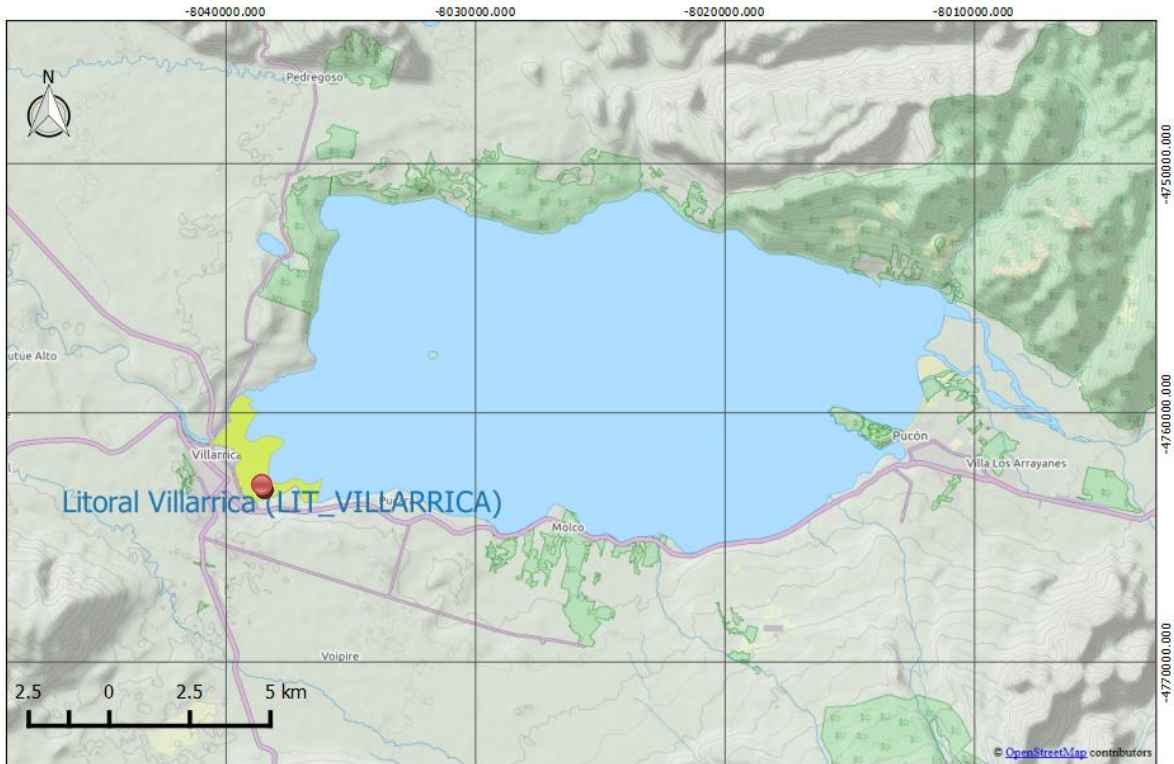 -8040000.000 -8030000.000 -8020000.000 -8010000.000
N
Pedregoso
-4750000.000
utúe Alto
-4760000.000
Pucón
Villarrica
Villa Los Arrayanes
Litoral Villarrica (LIT_VILLARRICA)
Molco
Voipire
-4770000.000
2.5 0 2.5 5 km
© OpenStreetMap contributors